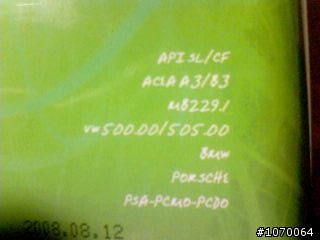 API SL/CF
ACEA A3/B3
MB229.1
VW500.00/505.00
BMW
PORSCHE
PSA-PCMO-PCDO
2008.08.12
#1070064